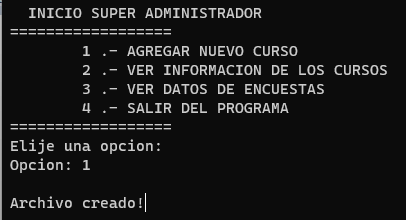 INICIO SUPER ADMINISTRADOR
==================
1 .- AGREGAR NUEVO CURSO
2 .- VER INFORMACION DE LOS CURSOS
3 .- VER DATOS DE ENCUESTAS
4 .- SALIR DEL PROGRAMA
==================
Elije una opcion:
Opcion: 1
Archivo creado!